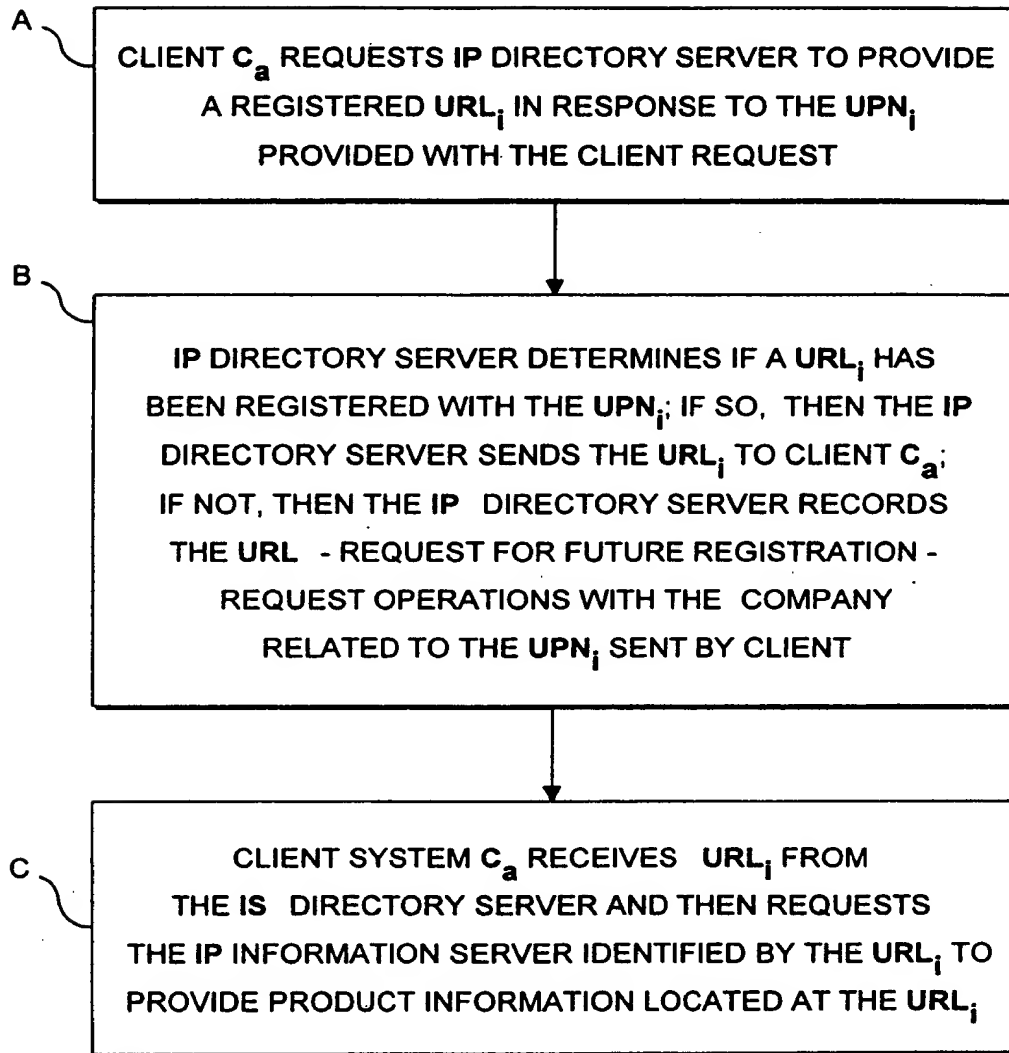 A
CLIENT Ca REQUESTS IP DIRECTORY SERVER TO PROVIDE
A REGISTERED URLi IN RESPONSE TO THE UPNi
PROVIDED WITH THE CLIENT REQUEST
B
IP DIRECTORY SERVER DETERMINES IF A URLi HAS
BEEN REGISTERED WITH THE UPNi; IF SO, THEN THE IP
DIRECTORY SERVER SENDS THE URLi TO CLIENT Ca;
IF NOT, THEN THE IP DIRECTORY SERVER RECORDS
THE URL - REQUEST FOR FUTURE REGISTRATION -
REQUEST OPERATIONS WITH THE COMPANY
RELATED TO THE UPNi SENT BY CLIENT
C
CLIENT SYSTEM Ca RECEIVES URLi FROM
THE IS DIRECTORY SERVER AND THEN REQUESTS
THE IP INFORMATION SERVER IDENTIFIED BY THE URLi TO
PROVIDE PRODUCT INFORMATION LOCATED AT THE URLi